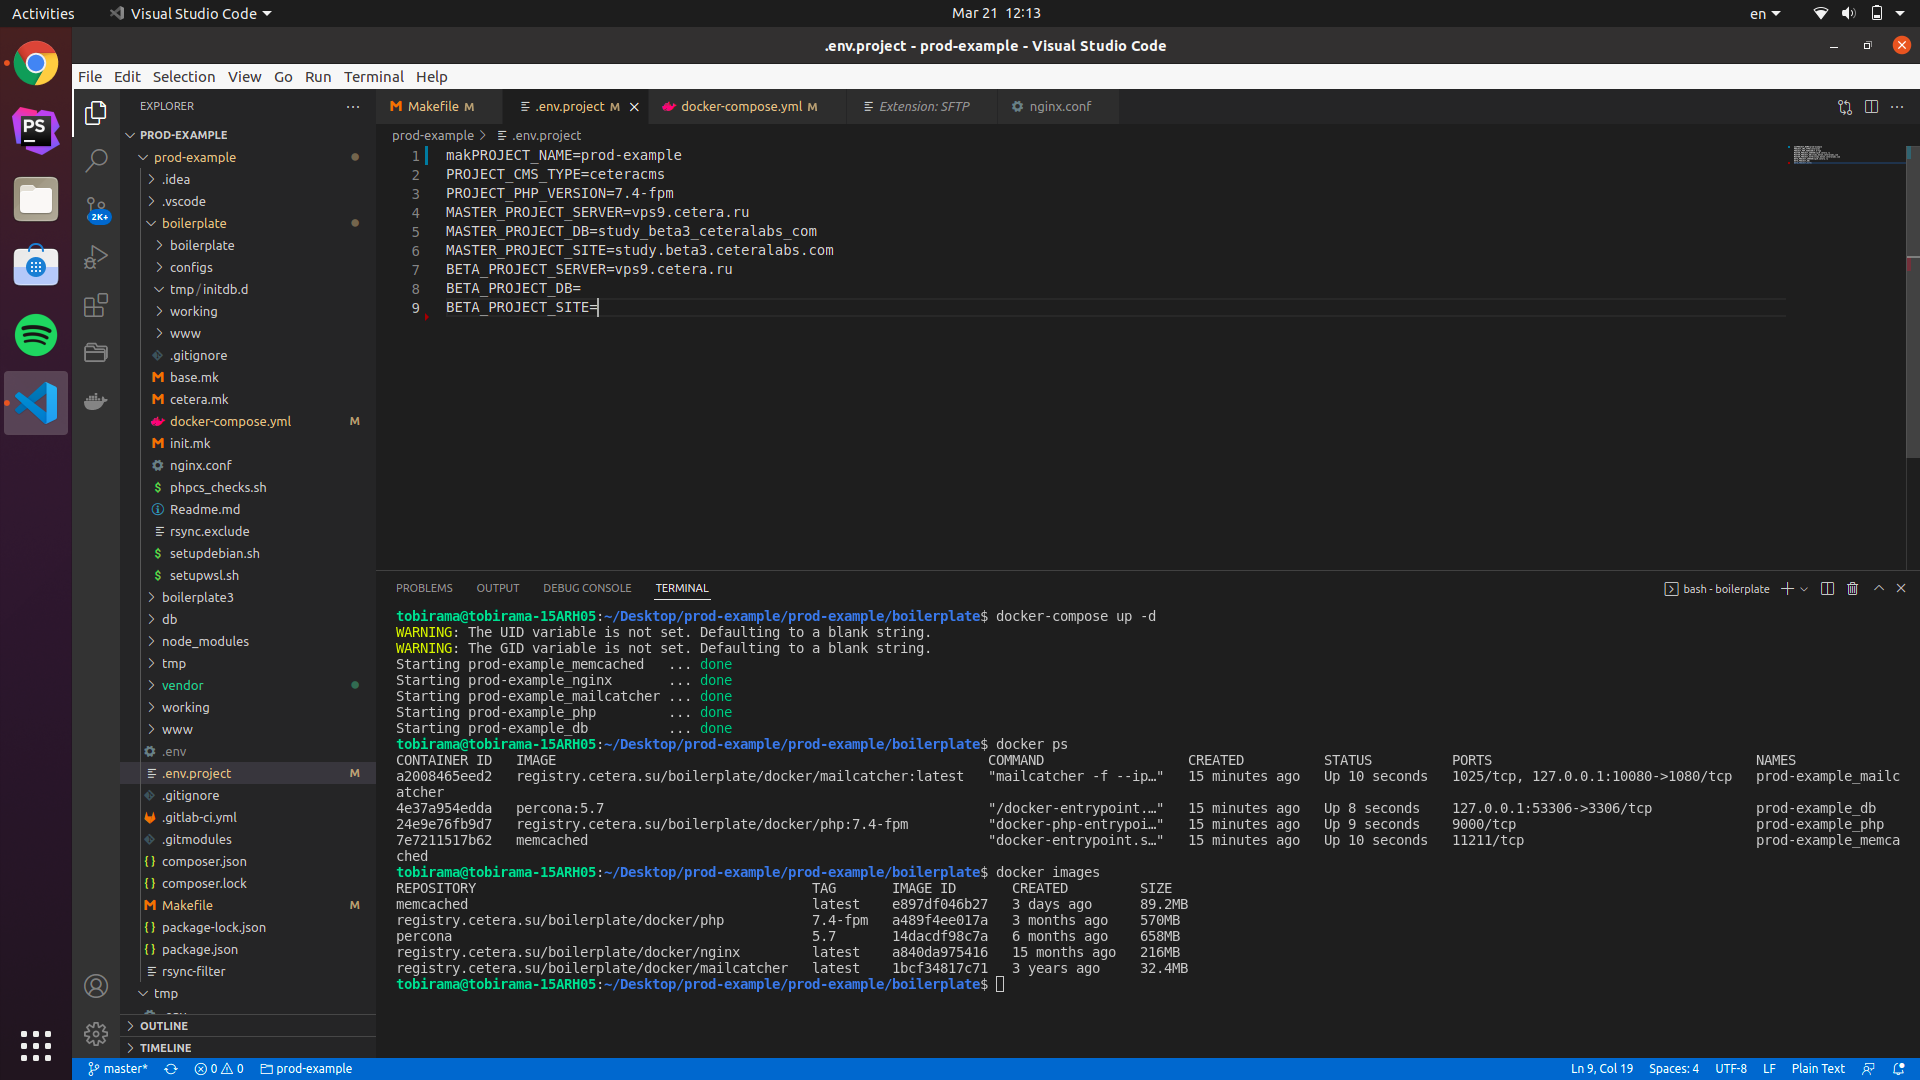 Activities
Visual Studio Code
Mar 21 12:13
en
.env.project - prod-example - Visual Studio Code
File Edit Selection View Go Run Terminal Help
EXPLORER
PROD-EXAMPLE
prod-example
.idea
.vscode
boilerplate
boilerplate
configs
tmp/initdb.d
working
www
.gitignore
base.mk
cetera.mk
docker-compose.yml M
init.mk
nginx.conf
phpcs_checks.sh
Readme.md
rsync.exclude
setupdebian.sh
setupwsl.sh
boilerplate3
db
node_modules
tmp
vendor
working
www
.env
.env.project M
.gitignore
.gitlab-ci.yml
.gitmodules
composer.json
composer.lock
Makefile M
package-lock.json
package.json
rsync-filter
tmp
OUTLINE
TIMELINE
2K+
PS
Makefile M
.env.project M
docker-compose.yml M
Extension: SFTP
nginx.conf
prod-example > .env.project
1 makPROJECT_NAME=prod-example
2 PROJECT_CMS_TYPE=ceteracms
3 PROJECT_PHP_VERSION=7.4-fpm
4 MASTER_PROJECT_SERVER=vps9.cetera.ru
5 MASTER_PROJECT_DB=study_beta3_ceteralabs_com
6 MASTER_PROJECT_SITE=study.beta3.ceteralabs.com
7 BETA_PROJECT_SERVER=vps9.cetera.ru
8 BETA_PROJECT_DB=
9 BETA_PROJECT_SITE=
PROBLEMS OUTPUT DEBUG CONSOLE TERMINAL
bash - boilerplate
tobirama@tobirama-15ARH05:~/Desktop/prod-example/prod-example/boilerplate$ docker-compose up -d
WARNING: The UID variable is not set. Defaulting to a blank string.
WARNING: The GID variable is not set. Defaulting to a blank string.
Starting prod-example_memcached ... done
Starting prod-example_nginx ... done
Starting prod-example_mailcatcher ... done
Starting prod-example_php ... done
Starting prod-example_db ... done
tobirama@tobirama-15ARH05:~/Desktop/prod-example/prod-example/boilerplate$ docker ps
CONTAINER ID IMAGE COMMAND CREATED STATUS PORTS NAMES
a2008465eed2 registry.cetera.su/boilerplate/docker/mailcatcher:latest "mailcatcher -f --ip…" 15 minutes ago Up 10 seconds 1025/tcp, 127.0.0.1:10080->1080/tcp prod-example_mailc
atcher
4e37a954edda percona:5.7 "/docker-entrypoint.…" 15 minutes ago Up 8 seconds 127.0.0.1:53306->3306/tcp prod-example_db
24e9e76fb9d7 registry.cetera.su/boilerplate/docker/php:7.4-fpm "docker-php-entrypoi…" 15 minutes ago Up 9 seconds 9000/tcp prod-example_php
7e7211517b62 memcached "docker-entrypoint.s…" 15 minutes ago Up 10 seconds 11211/tcp prod-example_memca
ched
tobirama@tobirama-15ARH05:~/Desktop/prod-example/prod-example/boilerplate$ docker images
REPOSITORY TAG IMAGE ID CREATED SIZE
memcached latest e897df046b27 3 days ago 89.2MB
registry.cetera.su/boilerplate/docker/php 7.4-fpm a489f4ee017a 3 months ago 570MB
percona 5.7 14dacdf98c7a 6 months ago 658MB
registry.cetera.su/boilerplate/docker/nginx latest a840da975416 15 months ago 216MB
registry.cetera.su/boilerplate/docker/mailcatcher latest 1bcf34817c71 3 years ago 32.4MB
tobirama@tobirama-15ARH05:~/Desktop/prod-example/prod-example/boilerplate$
master* 0 0 prod-example
Ln 9, Col 19 Spaces: 4 UTF-8 LF Plain Text